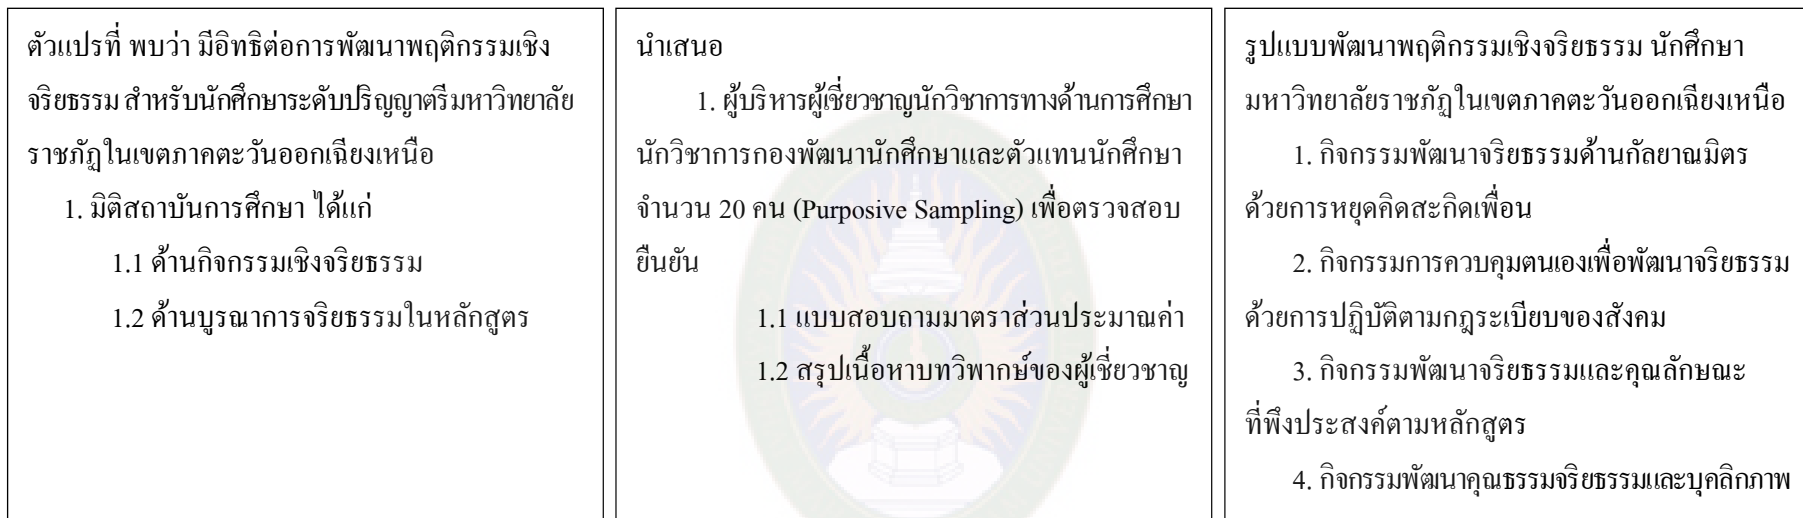 ตัวแปรที่ พบว่า มีอิทธิต่อการพัฒนาพฤติกรรมเชิง
จริยธรรม สำหรับนักศึกษาระดับปริญญาตรีมหาวิทยาลัย
ราชภัฏในเขตภาคตะวันออกเฉียงเหนือ
1. มิติสถาบันการศึกษา ได้แก่
1.1 ด้านกิจกรรมเชิงจริยธรรม
1.2 ด้านบูรณาการจริยธรรมในหลักสูตร
นำเสนอ
1. ผู้บริหารผู้เชี่ยวชาญนักวิชาการทางด้านการศึกษา
นักวิชาการกองพัฒนานักศึกษาและตัวแทนนักศึกษา
จำนวน 20 คน (Purposive Sampling) เพื่อตรวจสอบ
ยืนยัน
1.1 แบบสอบถามมาตราส่วนประมาณค่า
1.2 สรุปเนื้อหาบทวิพากษ์ของผู้เชี่ยวชาญ
รูปแบบพัฒนาพฤติกรรมเชิงจริยธรรม นักศึกษา
มหาวิทยาลัยราชภัฏในเขตภาคตะวันออกเฉียงเหนือ
1. กิจกรรมพัฒนาจริยธรรมด้านกัลยาณมิตร
ด้วยการหยุดคิดสะกิดเพื่อน
2. กิจกรรมการควบคุมตนเองเพื่อพัฒนาจริยธรรม
ด้วยการปฏิบัติตามกฎระเบียบของสังคม
3. กิจกรรมพัฒนาจริยธรรมและคุณลักษณะ
ที่พึงประสงค์ตามหลักสูตร
4. กิจกรรมพัฒนาคุณธรรมจริยธรรมและบุคลิกภาพ